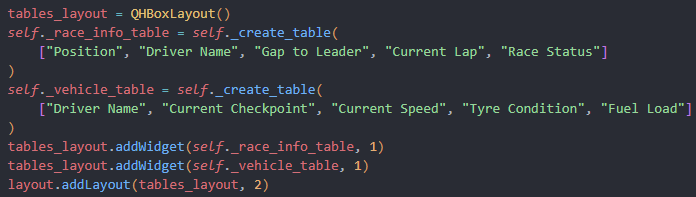 tables_layout = QHBoxLayout()
self._race_info_table = self._create_table(
    ["Position", "Driver Name", "Gap to Leader", "Current Lap", "Race Status"]
)
self._vehicle_table = self._create_table(
    ["Driver Name", "Current Checkpoint", "Current Speed", "Tyre Condition", "Fuel Load"]
)
tables_layout.addWidget(self._race_info_table, 1)
tables_layout.addWidget(self._vehicle_table, 1)
layout.addLayout(tables_layout, 2)